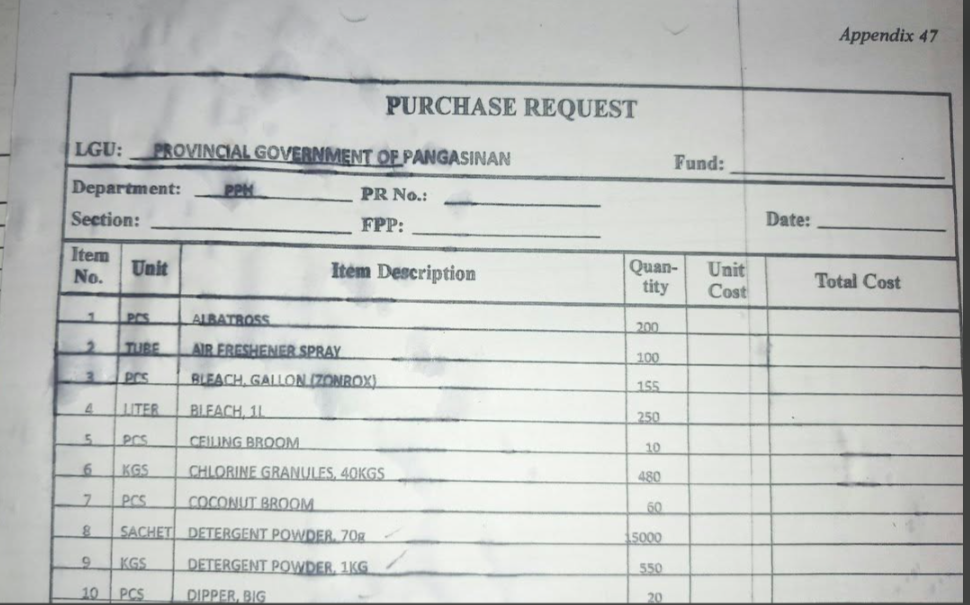 Appendix 47
PURCHASE REQUEST
LGU: PROVINCIAL GOVERNMENT OF PANGASINAN Fund:
Department: PPH PR No.:
Section: FPP: Date:
Item No. Unit Item Description Quan-tity Unit Cost Total Cost
1 PCS ALBATROSS 200
2 TUBE AIR FRESHENER SPRAY 100
3 PCS BLEACH, GALLON (ZONROX) 155
4 LITER BLEACH, 1L 250
5 PCS CEILING BROOM 10
6 KGS CHLORINE GRANULES, 40KGS 480
7 PCS COCONUT BROOM 60
8 SACHET DETERGENT POWDER, 70g 15000
9 KGS DETERGENT POWDER, 1KG 550
10 PCS DIPPER, BIG 20